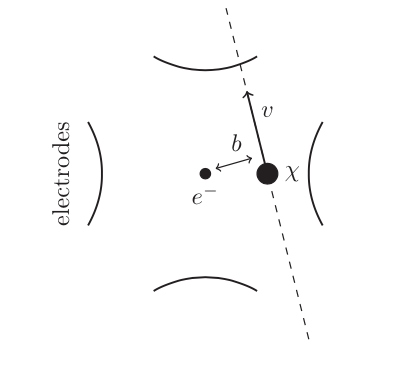 v
b
electrodes
χ
e⁻